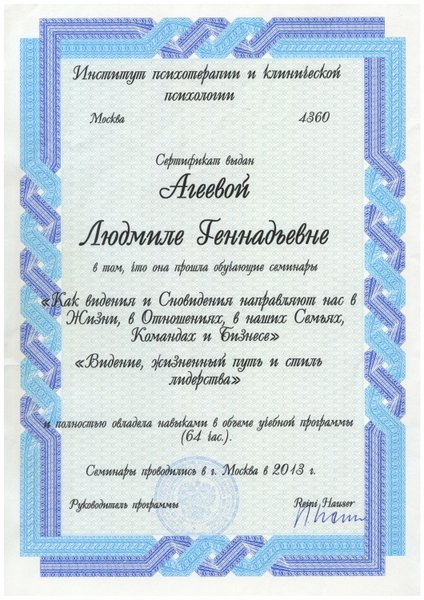 Институт психотерапии и клинической
психологии
Москва 4360
Сертификат выдан
Агеевой
Людмиле Геннадьевне
в том, что она прошла обучающие семинары
«Как видения и Сновидения направляют нас в
Жизни, в Отношениях, в наших Семьях,
Командах и Бизнесе»
«Видение, жизненный путь и стиль
лидерства»
и полностью овладела навыками в объеме учебной программы
(64 час.).
Семинары проводились в г. Москва в 2013 г.
Руководитель программы Reini Hauser